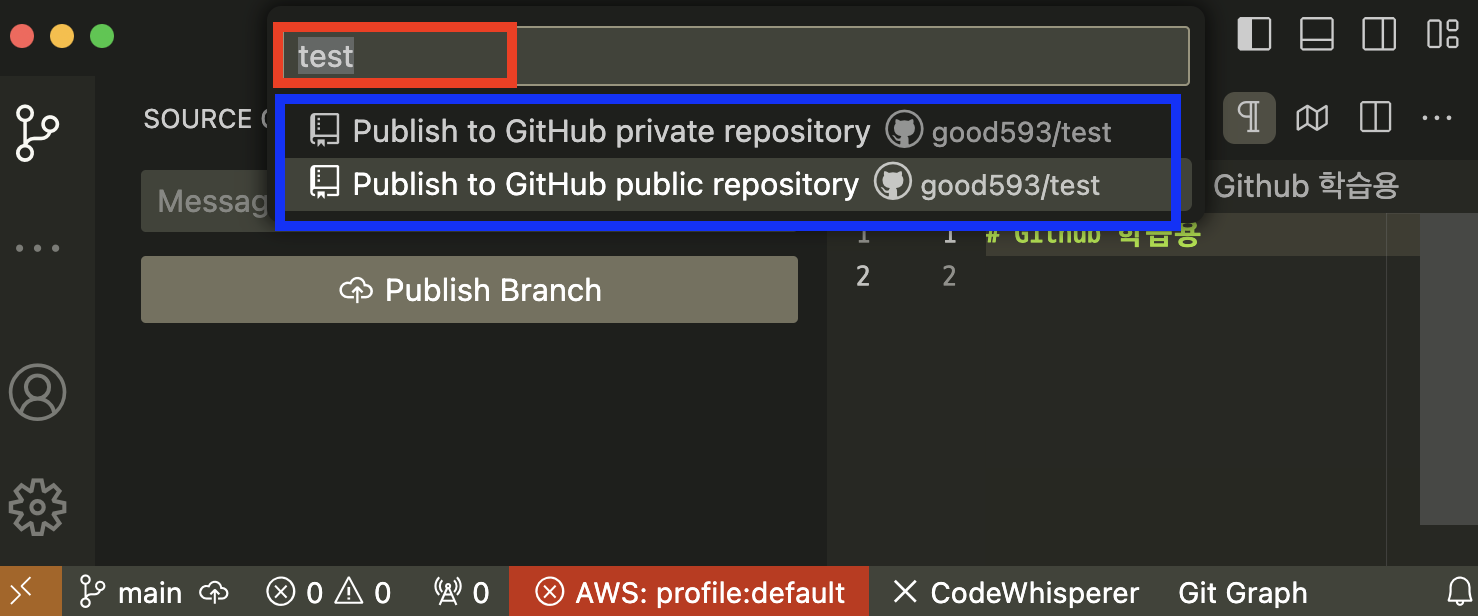 test
SOURCE
Publish to GitHub private repository good593/test
Publish to GitHub public repository good593/test
Messag
Github 학습용
1 1 # Github 학습용
2 2
Publish Branch
main 0 0 0 AWS: profile:default CodeWhisperer Git Graph